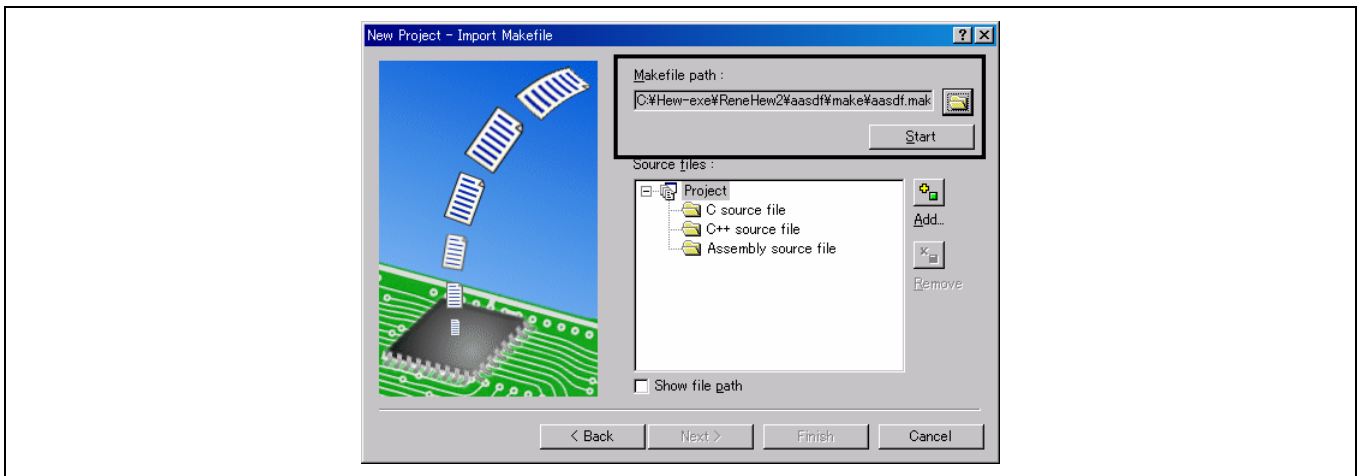 New Project - Import Makefile
Makefile path :
C:¥Hew-exe¥ReneHew2¥aasdf¥make¥aasdf.mak
Start
Source files :
Project
C source file
C++ source file
Assembly source file
Add...
Remove
Show file path
< Back
Next >
Finish
Cancel